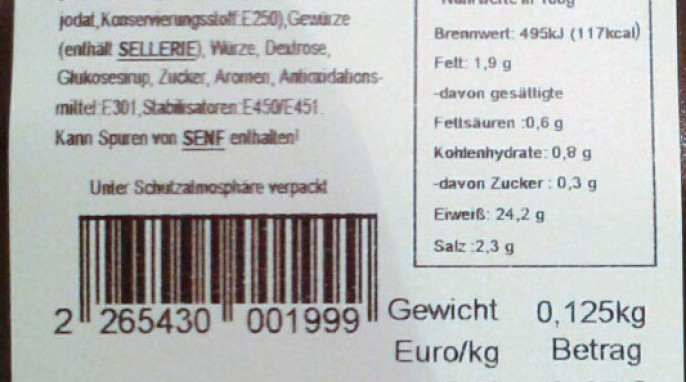 jodat,Konservierungsstoff:E250),Gewürze
(enthält SELLERIE), Würze, Dextrose,
Glukosesirup, Zucker, Aromen, Antioxidations-
mittel:E301,Stabilisatoren:E450/E451.
Kann Spuren von SENF enthalten!
Unter Schutzatmosphäre verpackt
2 265430 001999
Nährwerte in 100g
Brennwert: 495kJ (117kcal)
Fett: 1,9 g
-davon gesättigte
Fettsäuren :0,6 g
Kohlenhydrate: 0,8 g
-davon Zucker : 0,3 g
Eiweiß: 24,2 g
Salz :2,3 g
Gewicht 0,125kg
Euro/kg Betrag